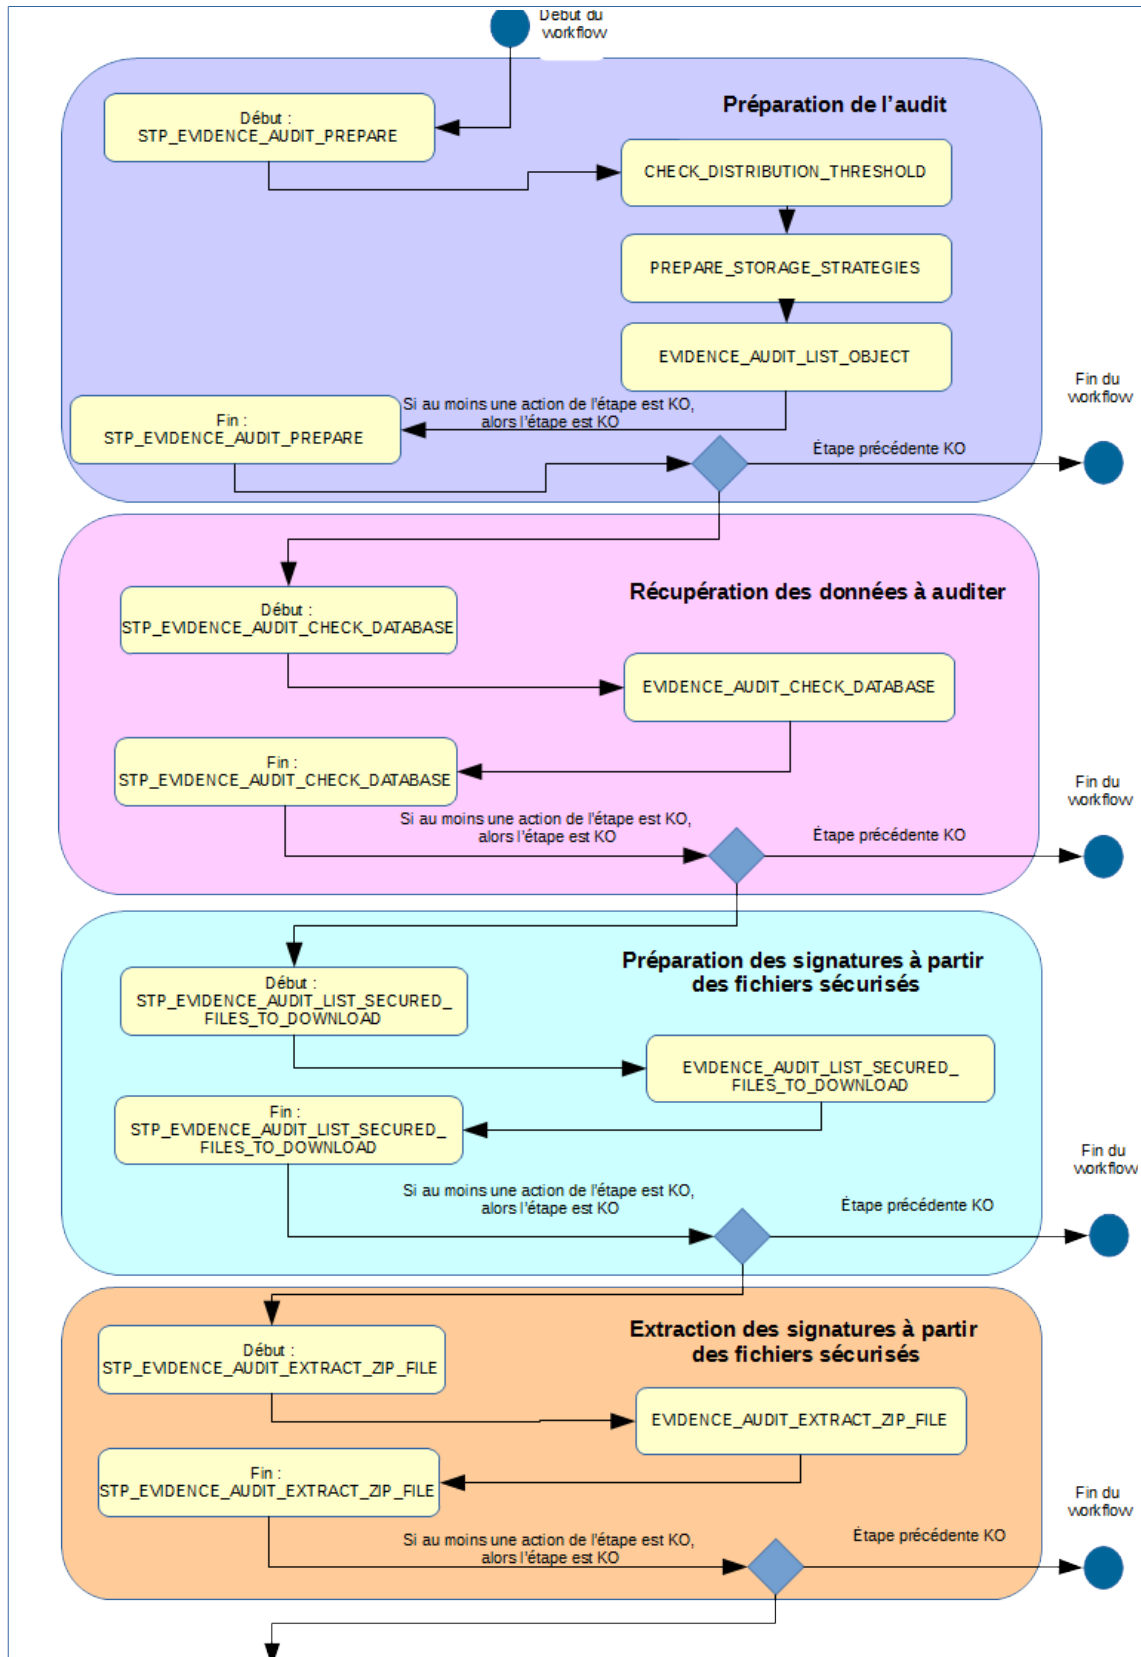 Début du
workflow
Préparation de l'audit
Début :
STP_EVIDENCE_AUDIT_PREPARE
CHECK_DISTRIBUTION_THRESHOLD
PREPARE_STORAGE_STRATEGIES
EVIDENCE_AUDIT_LIST_OBJECT
Fin du
workflow
Si au moins une action de l'étape est KO,
alors l'étape est KO
Fin :
STP_EVIDENCE_AUDIT_PREPARE
Étape précédente KO
Récupération des données à auditer
Début :
STP_EVIDENCE_AUDIT_CHECK_DATABASE
EVIDENCE_AUDIT_CHECK_DATABASE
Fin :
STP_EVIDENCE_AUDIT_CHECK_DATABASE
Fin du
workflow
Si au moins une action de l'étape est KO,
alors l'étape est KO
Étape précédente KO
Préparation des signatures à partir
des fichiers sécurisés
Début :
STP_EVIDENCE_AUDIT_LIST_SECURED_
FILES_TO_DOWNLOAD
EVIDENCE_AUDIT_LIST_SECURED_
FILES_TO_DOWNLOAD
Fin :
STP_EVIDENCE_AUDIT_LIST_SECURED_
FILES_TO_DOWNLOAD
Fin du
workflow
Si au moins une action de l'étape est KO,
alors l'étape est KO
Étape précédente KO
Extraction des signatures à partir
des fichiers sécurisés
Début :
STP_EVIDENCE_AUDIT_EXTRACT_ZIP_FILE
EVIDENCE_AUDIT_EXTRACT_ZIP_FILE
Fin :
STP_EVIDENCE_AUDIT_EXTRACT_ZIP_FILE
Fin du
workflow
Si au moins une action de l'étape est KO,
alors l'étape est KO
Étape précédente KO